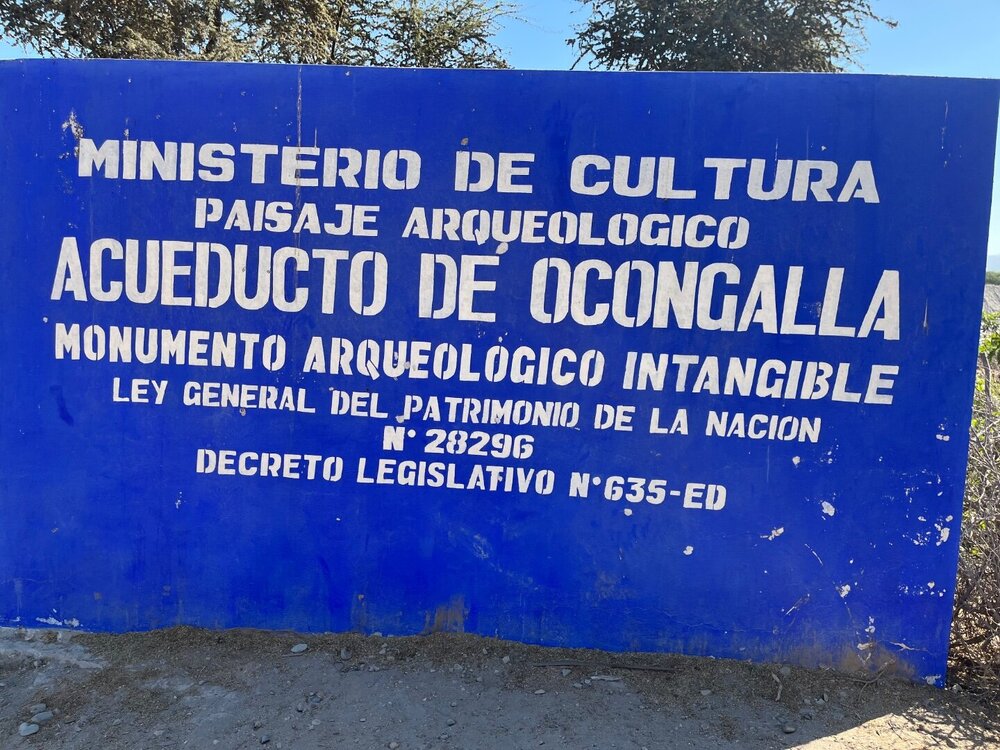 MINISTERIO DE CULTURA
PAISAJE ARQUEOLOGICO
ACUEDUCTO DE OCONGALLA
MONUMENTO ARQUEOLOGICO INTANGIBLE
LEY GENERAL DEL PATRIMONIO DE LA NACION
N° 28296
DECRETO LEGISLATIVO N°635-ED